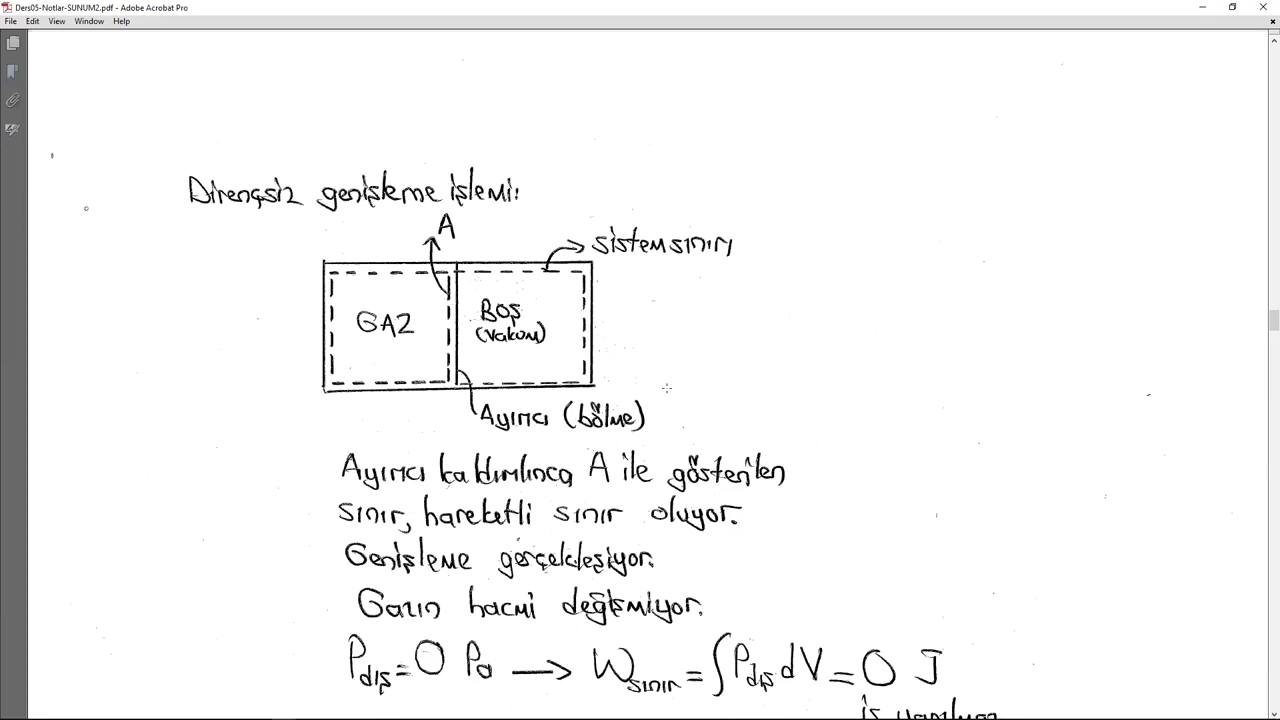 Ders05-Notlar-SUNUM2.pdf - Adobe Acrobat Pro
File Edit View Window Help
Dirençsiz genişleme işlemi:
A
sistem sınırı
GAZ
BOŞ
(vakum)
Ayırıcı (bölme)
Ayırıcı kaldırılınca A ile gösterilen
sınır, hareketli sınır oluyor.
Genişleme gerçekleşiyor.
Gazın hacmi değişmiyor.
Pdış = 0 Pa → Wsınır = ∫Pdış dV = 0 J